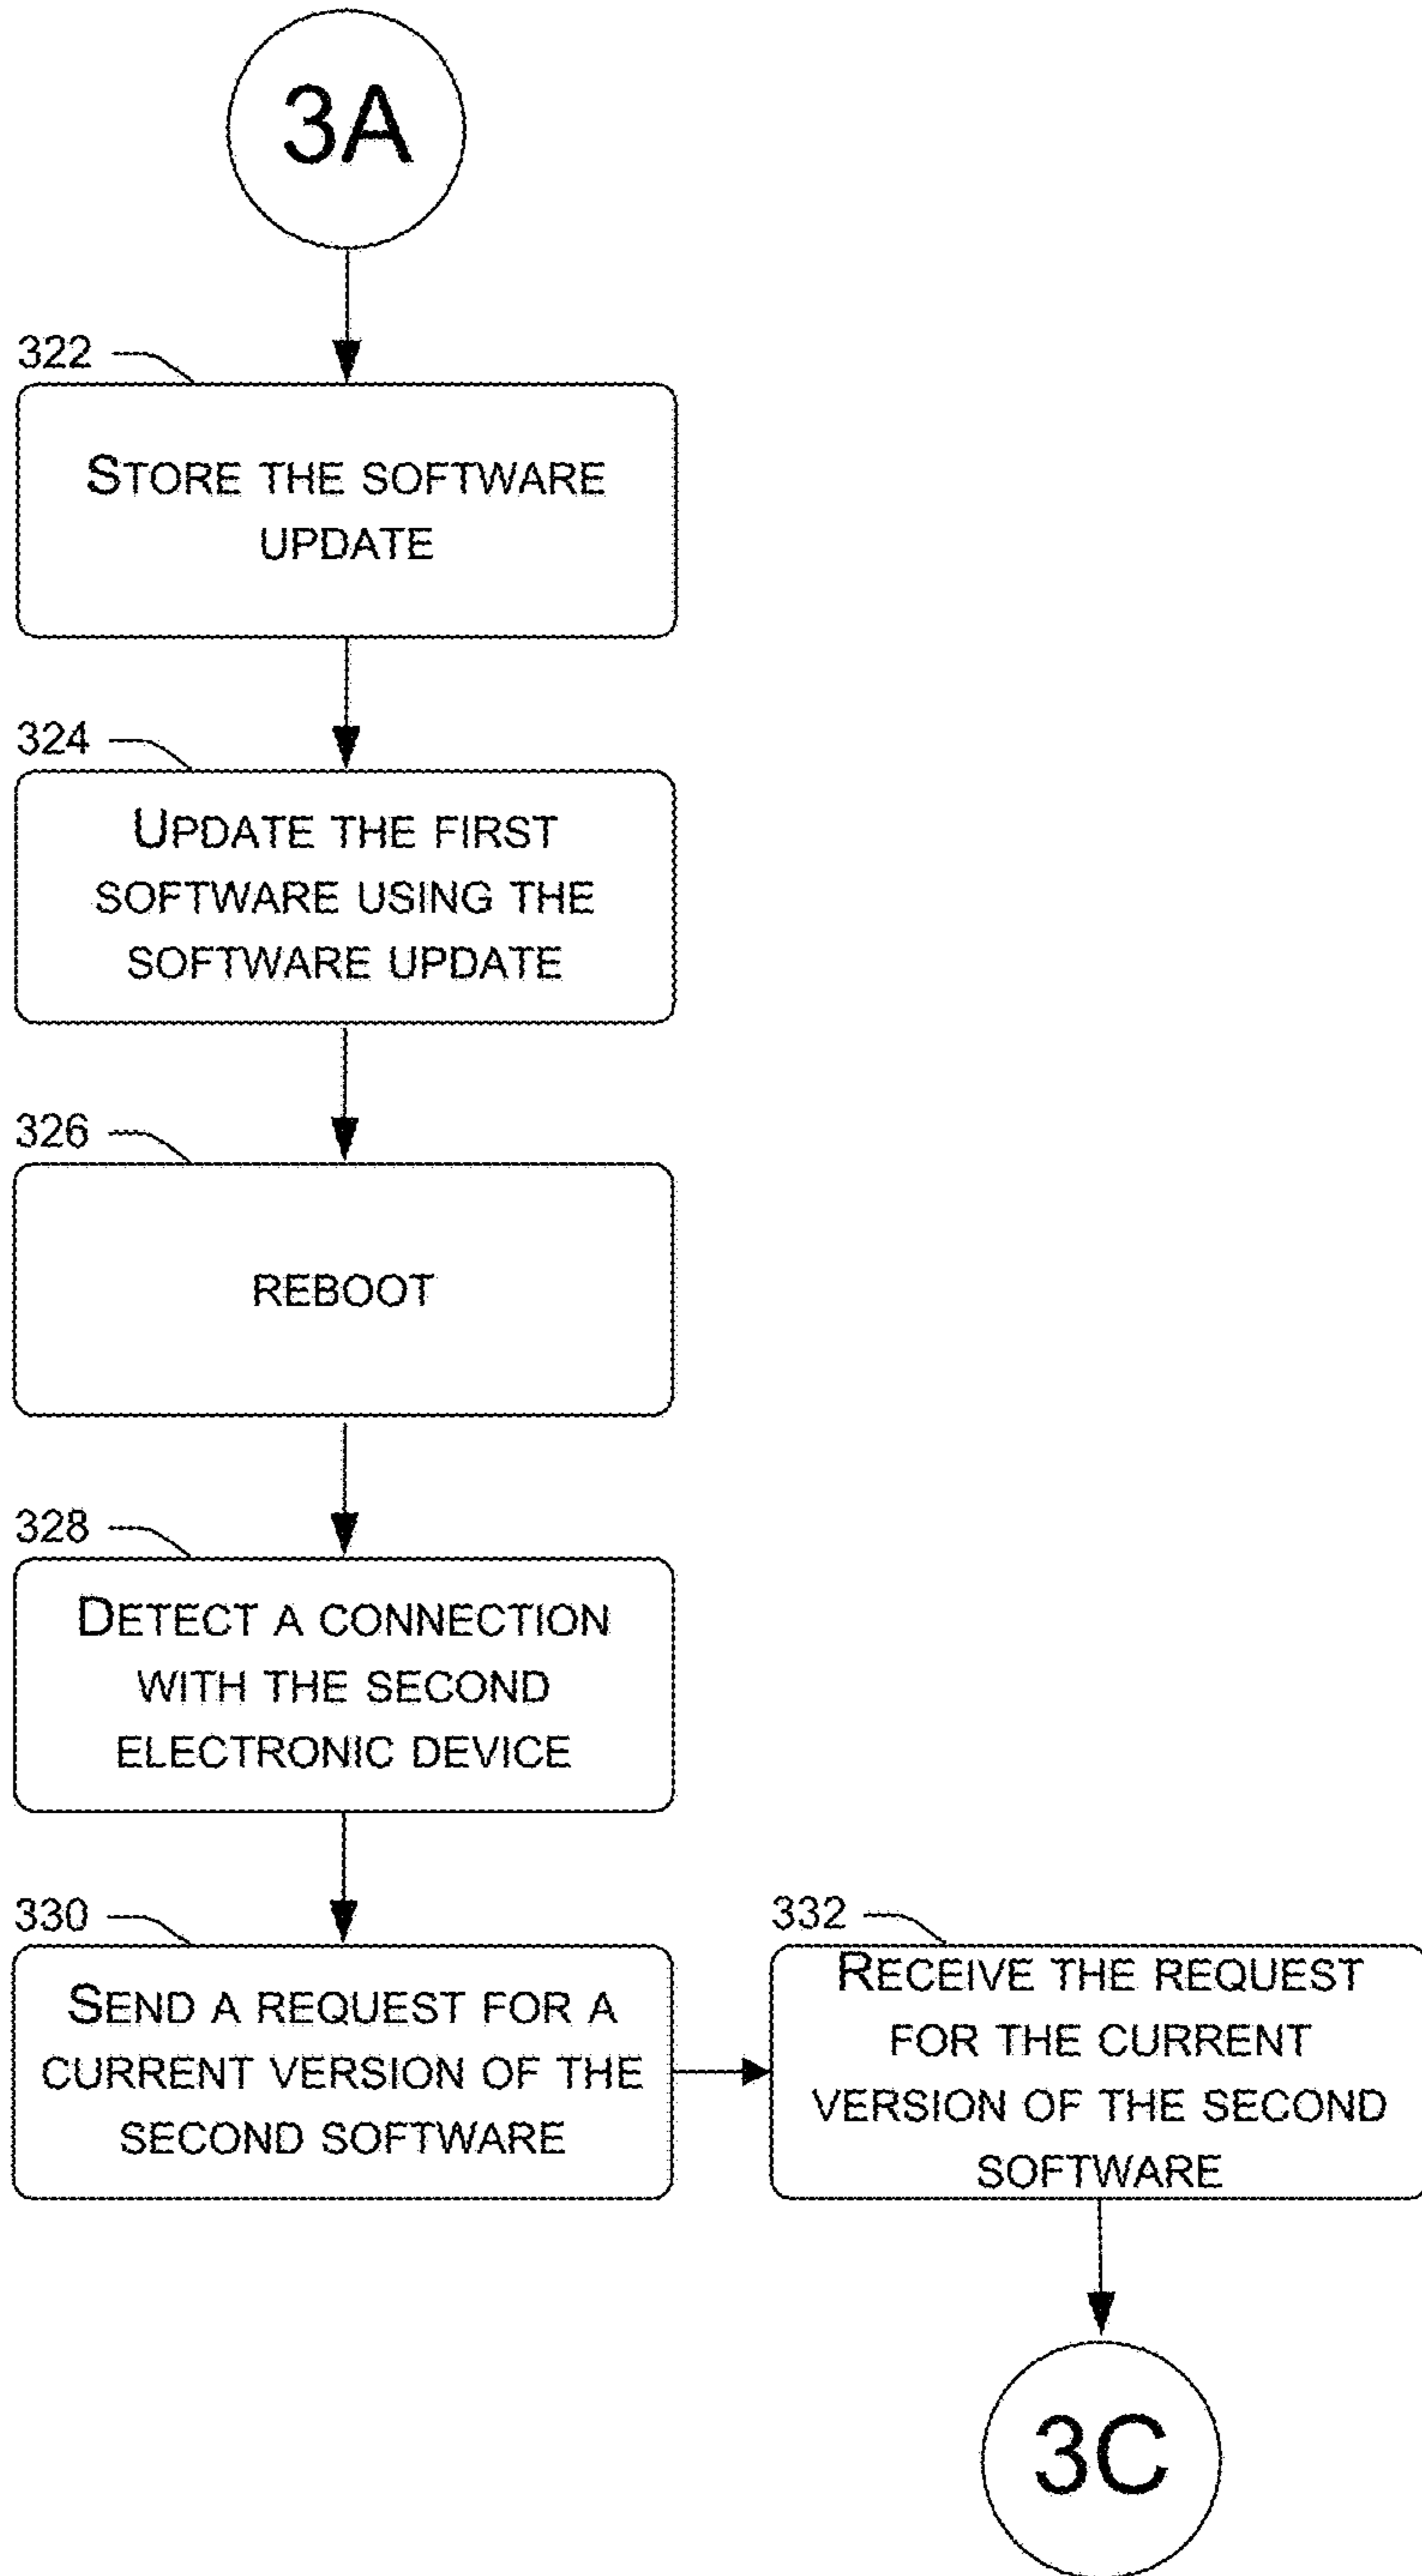 3A
322
STORE THE SOFTWARE
UPDATE
324
UPDATE THE FIRST
SOFTWARE USING THE
SOFTWARE UPDATE
326
REBOOT
328
DETECT A CONNECTION
WITH THE SECOND
ELECTRONIC DEVICE
330
SEND A REQUEST FOR A
CURRENT VERSION OF THE
SECOND SOFTWARE
332
RECEIVE THE REQUEST
FOR THE CURRENT
VERSION OF THE SECOND
SOFTWARE
3C